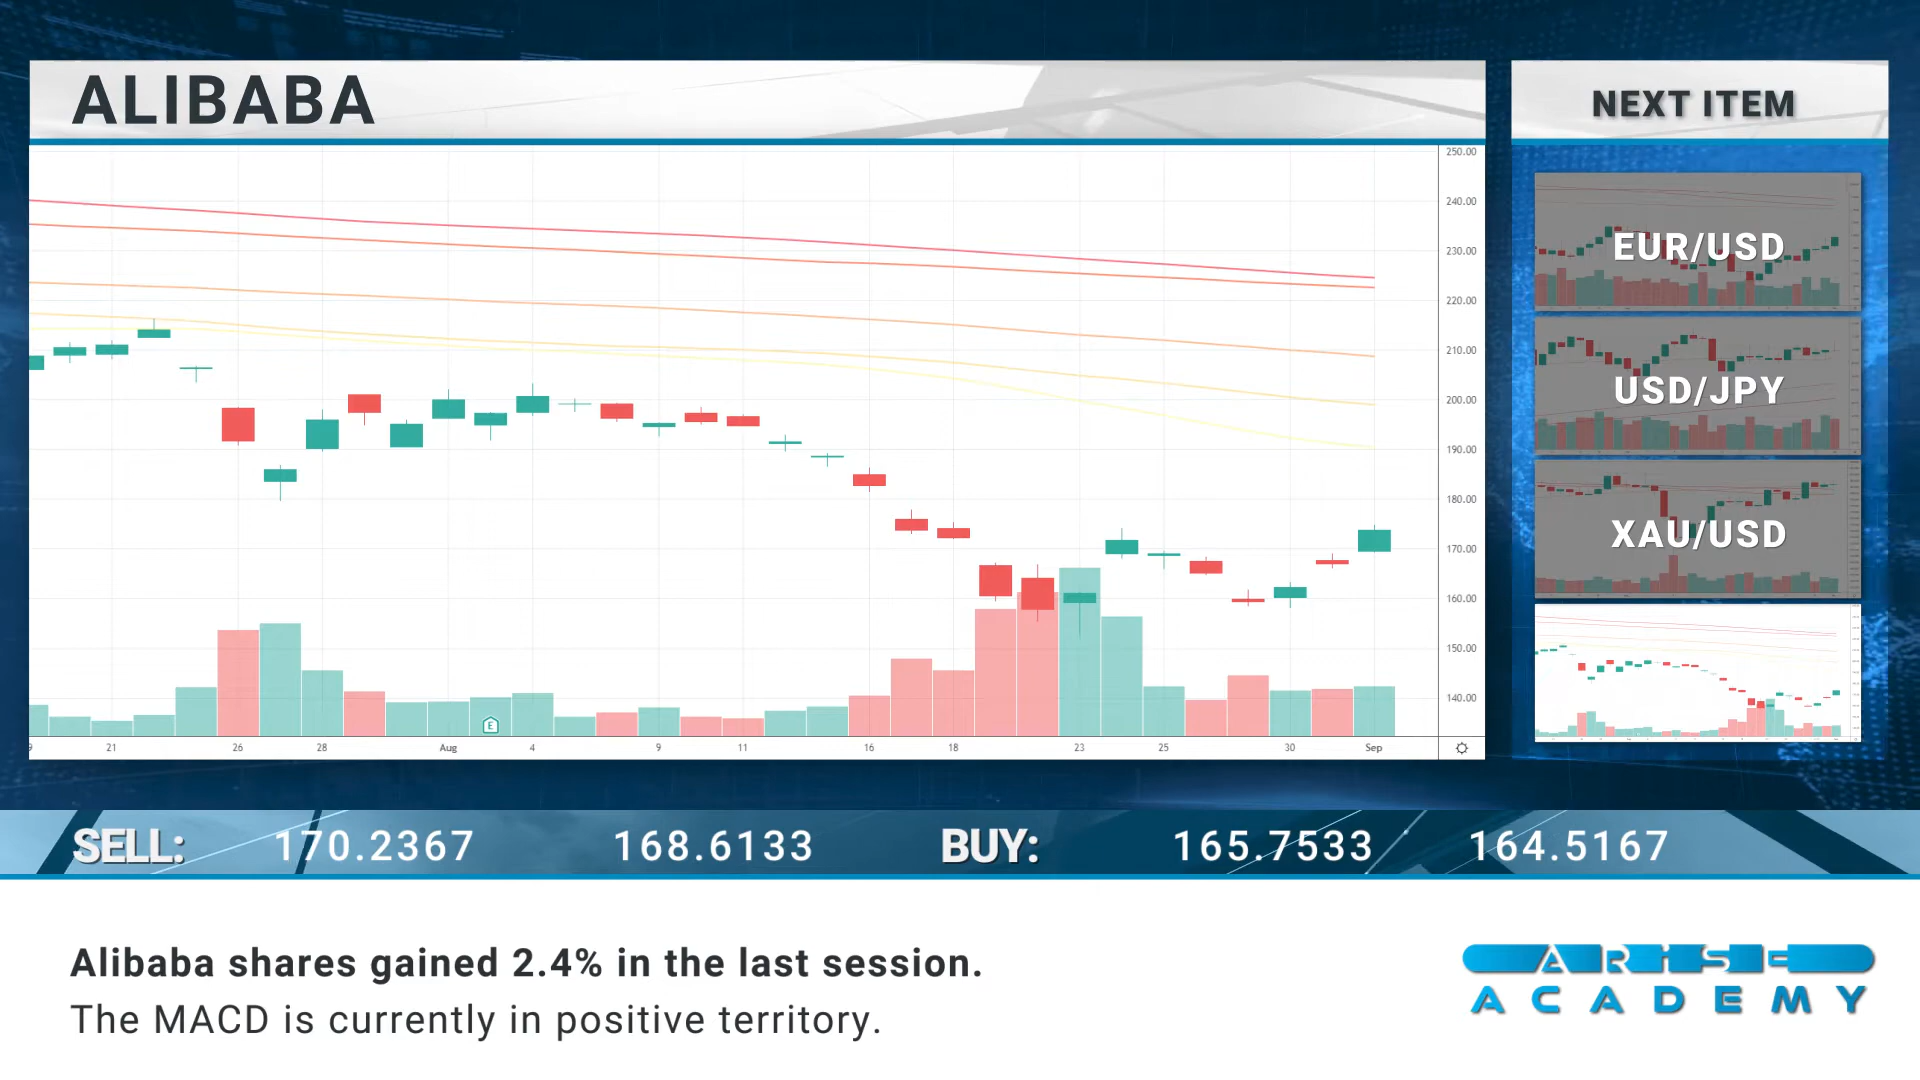 ALIBABA
NEXT ITEM
250.00
240.00
230.00
220.00
210.00
200.00
190.00
180.00
170.00
160.00
150.00
140.00
E
9 21 26 28 Aug 4 9 11 16 18 23 25 30 Sep
EUR/USD
USD/JPY
XAU/USD
SELL: 170.2367 168.6133 BUY: 165.7533 164.5167
Alibaba shares gained 2.4% in the last session.
The MACD is currently in positive territory.
ARiSE
ACADEMY